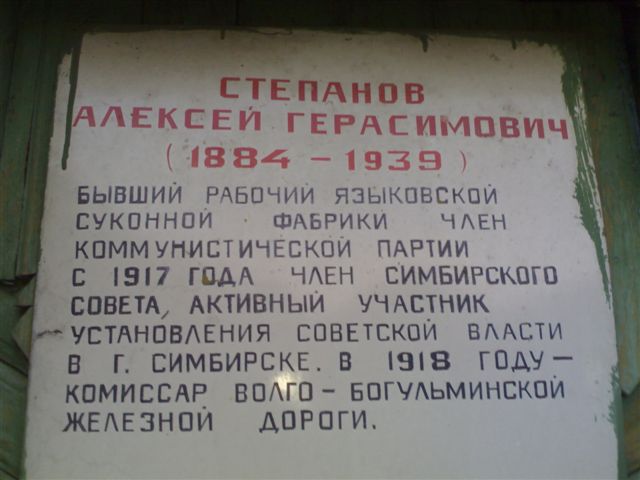 СТЕПАНОВ
АЛЕКСЕЙ ГЕРАСИМОВИЧ
(1884 – 1939)
БЫВШИЙ РАБОЧИЙ ЯЗЫКОВСКОЙ
СУКОННОЙ ФАБРИКИ ЧЛЕН
КОММУНИСТИЧЕСКОЙ ПАРТИИ
С 1917 ГОДА ЧЛЕН СИМБИРСКОГО
СОВЕТА, АКТИВНЫЙ УЧАСТНИК
УСТАНОВЛЕНИЯ СОВЕТСКОЙ ВЛАСТИ
В Г. СИМБИРСКЕ. В 1918 ГОДУ –
КОМИССАР ВОЛГО – БОГУЛЬМИНСКОЙ
ЖЕЛЕЗНОЙ ДОРОГИ.